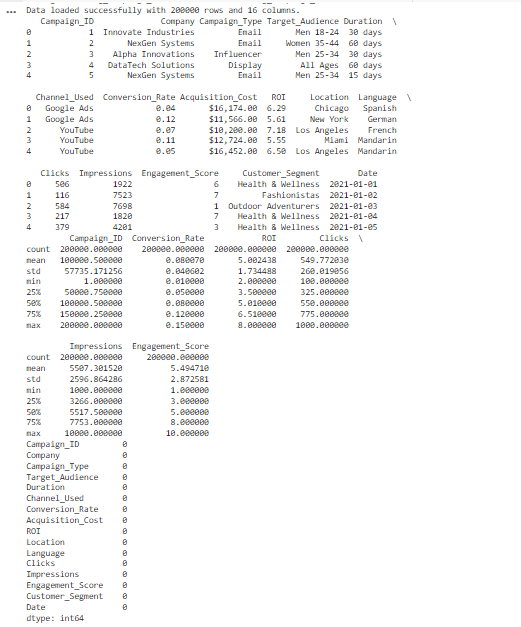 ... Data loaded successfully with 200000 rows and 16 columns.
Campaign_ID Company Campaign_Type Target_Audience Duration \
0 1 Innovate Industries Email Men 18-24 30 days
1 2 NexGen Systems Email Women 35-44 60 days
2 3 Alpha Innovations Influencer Men 25-34 30 days
3 4 DataTech Solutions Display All Ages 60 days
4 5 NexGen Systems Email Men 25-34 15 days
Channel_Used Conversion_Rate Acquisition_Cost ROI Location Language \
0 Google Ads 0.04 $16,174.00 6.29 Chicago Spanish
1 Google Ads 0.12 $11,566.00 5.61 New York German
2 YouTube 0.07 $10,200.00 7.18 Los Angeles French
3 YouTube 0.11 $12,724.00 5.55 Miami Mandarin
4 YouTube 0.05 $16,452.00 6.50 Los Angeles Mandarin
Clicks Impressions Engagement_Score Customer_Segment Date
0 506 1922 6 Health & Wellness 2021-01-01
1 116 7523 7 Fashionistas 2021-01-02
2 584 7698 1 Outdoor Adventurers 2021-01-03
3 217 1820 7 Health & Wellness 2021-01-04
4 379 4201 3 Health & Wellness 2021-01-05
Campaign_ID Conversion_Rate ROI Clicks \
count 200000.000000 200000.000000 200000.000000 200000.000000
mean 100000.500000 0.080070 5.002438 549.772030
std 57735.171256 0.040602 1.734488 260.019056
min 1.000000 0.010000 2.000000 100.000000
25% 50000.750000 0.050000 3.500000 325.000000
50% 100000.500000 0.080000 5.010000 550.000000
75% 150000.250000 0.120000 6.510000 775.000000
max 200000.000000 0.150000 8.000000 1000.000000
Impressions Engagement_Score
count 200000.000000 200000.000000
mean 5507.301520 5.494710
std 2596.864286 2.872581
min 1000.000000 1.000000
25% 3266.000000 3.000000
50% 5517.500000 5.000000
75% 7753.000000 8.000000
max 10000.000000 10.000000
Campaign_ID 0
Company 0
Campaign_Type 0
Target_Audience 0
Duration 0
Channel_Used 0
Conversion_Rate 0
Acquisition_Cost 0
ROI 0
Location 0
Language 0
Clicks 0
Impressions 0
Engagement_Score 0
Customer_Segment 0
Date 0
dtype: int64